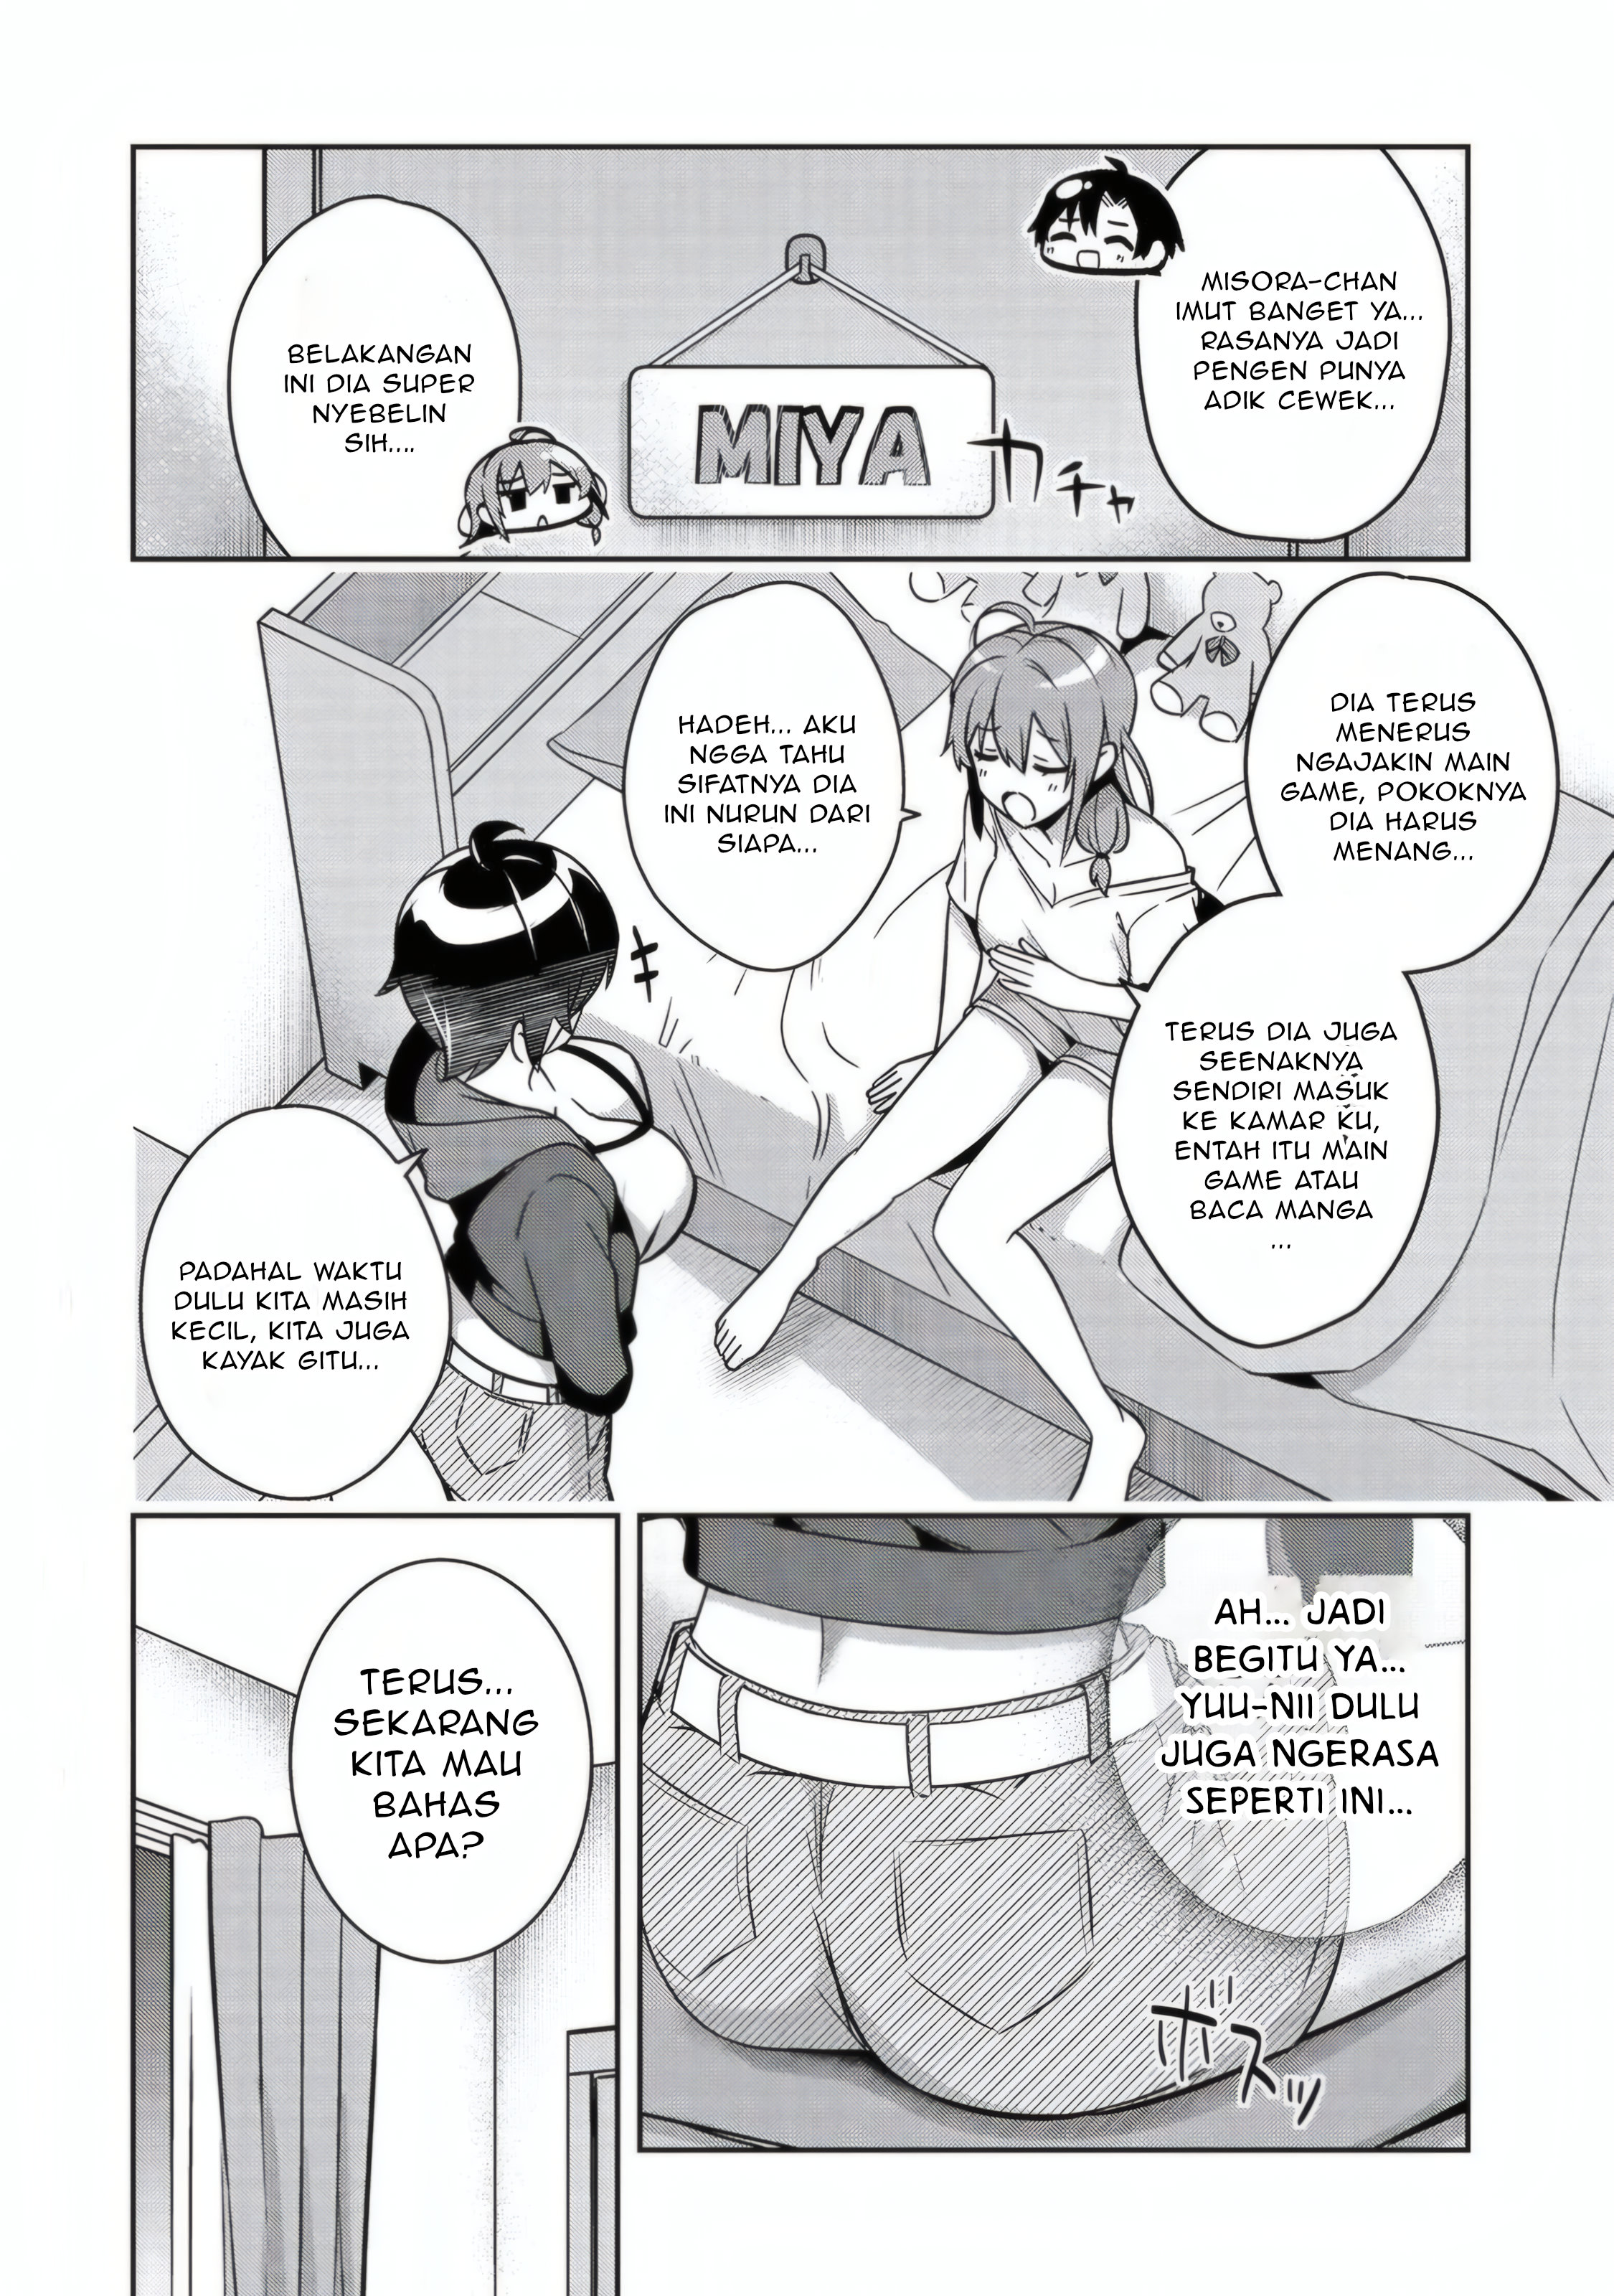 MISORA-CHAN
IMUT BANGET YA...
RASANYA JADI
PENGEN PUNYA
ADIK CEWEK...
MIYA
カチャ
BELAKANGAN
INI DIA SUPER
NYEBELIN
SIH....
DIA TERUS
MENERUS
NGAJAKIN MAIN
GAME, POKOKNYA
DIA HARUS
MENANG...
TERUS DIA JUGA
SEENAKNYA
SENDIRI MASUK
KE KAMAR KU,
ENTAH ITU MAIN
GAME ATAU
BACA MANGA
...
HADEH... AKU
NGGA TAHU
SIFATNYA DIA
INI NURUN DARI
SIAPA...
PADAHAL WAKTU
DULU KITA MASIH
KECIL, KITA JUGA
KAYAK GITU...
AH... JADI
BEGITU YA...
YUU-NII DULU
JUGA NGERASA
SEPERTI INI...
ボスッ
TERUS...
SEKARANG
KITA MAU
BAHAS
APA?